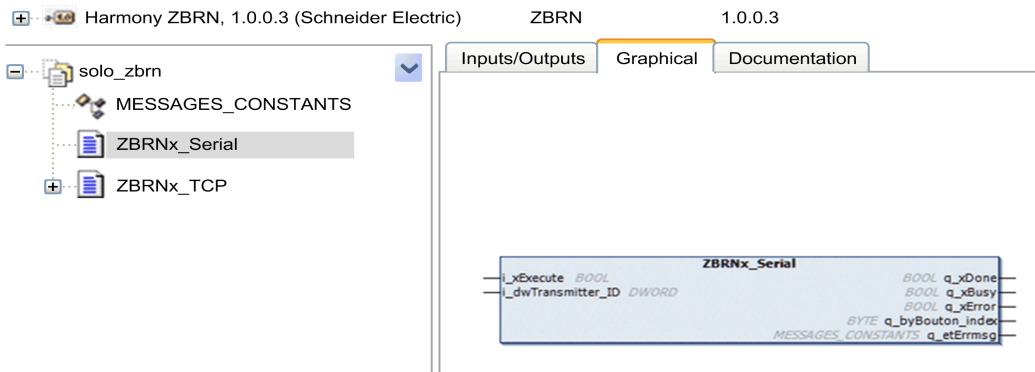 Harmony ZBRN, 1.0.0.3 (Schneider Electric) ZBRN 1.0.0.3
solo_zbrn
MESSAGES_CONSTANTS
ZBRNx_Serial
ZBRNx_TCP
Inputs/Outputs Graphical Documentation
ZBRNx_Serial
i_xExecute BOOL BOOL q_xDone
i_dwTransmitter_ID DWORD BOOL q_xBusy
BOOL q_xError
BYTE q_byBouton_index
MESSAGES_CONSTANTS q_etErrmsg